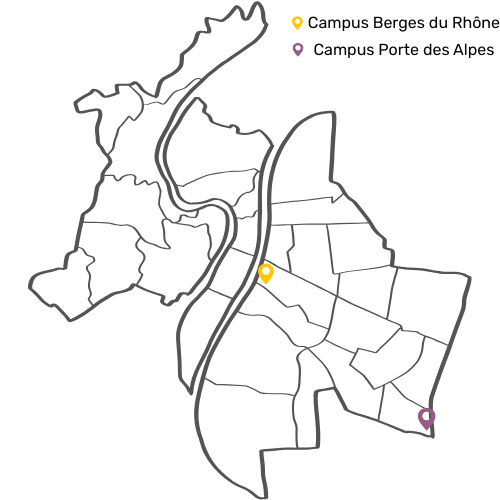 Campus Berges du Rhône
Campus Porte des Alpes